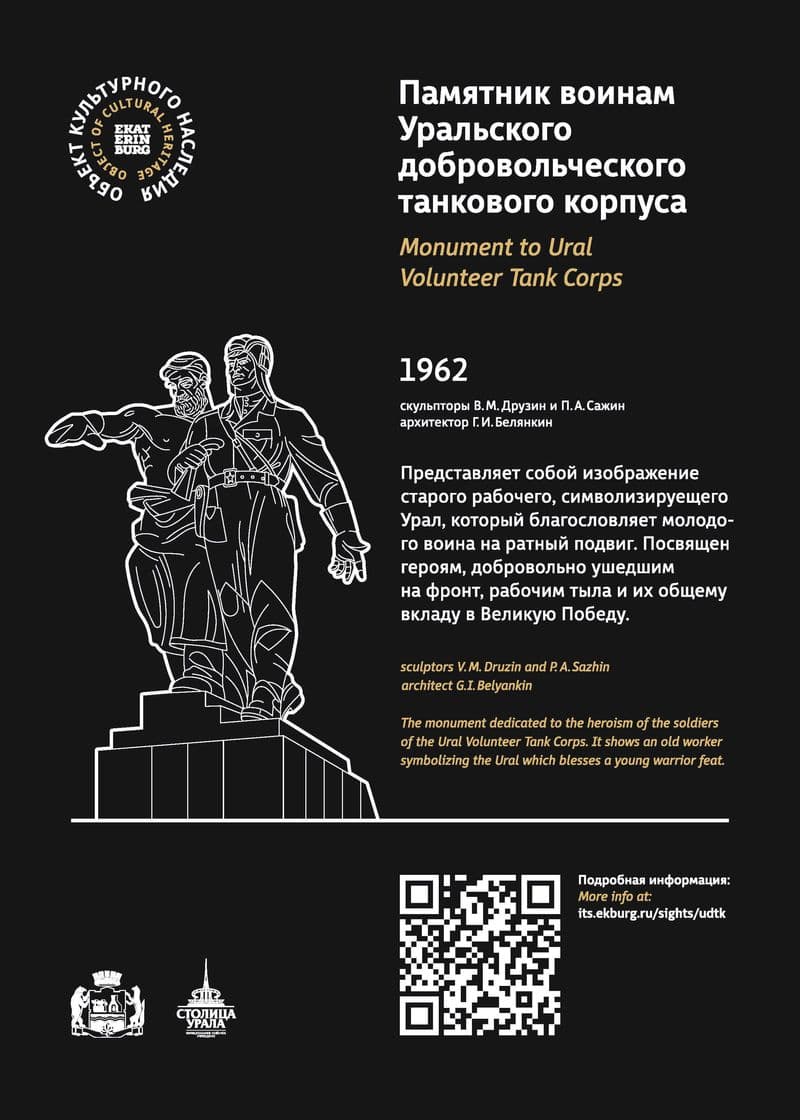 ОБЪЕКТ КУЛЬТУРНОГО НАСЛЕДИЯ
OBJECT OF CULTURAL HERITAGE
EKAT
ERIN
BURG
Памятник воинам
Уральского
добровольческого
танкового корпуса
Monument to Ural
Volunteer Tank Corps
1962
скульпторы В.М.Друзин и П.А.Сажин
архитектор Г.И.Белянкин
Представляет собой изображение
старого рабочего, символизируещего
Урал, который благословляет молодо-
го воина на ратный подвиг. Посвящен
героям, добровольно ушедшим
на фронт, рабочим тыла и их общему
вкладу в Великую Победу.
sculptors V.M.Druzin and P.A.Sazhin
architect G.I.Belyankin
The monument dedicated to the heroism of the soldiers
of the Ural Volunteer Tank Corps. It shows an old worker
symbolizing the Ural which blesses a young warrior feat.
Подробная информация:
More info at:
its.ekburg.ru/sights/udtk
СТОЛИЦА
УРАЛА